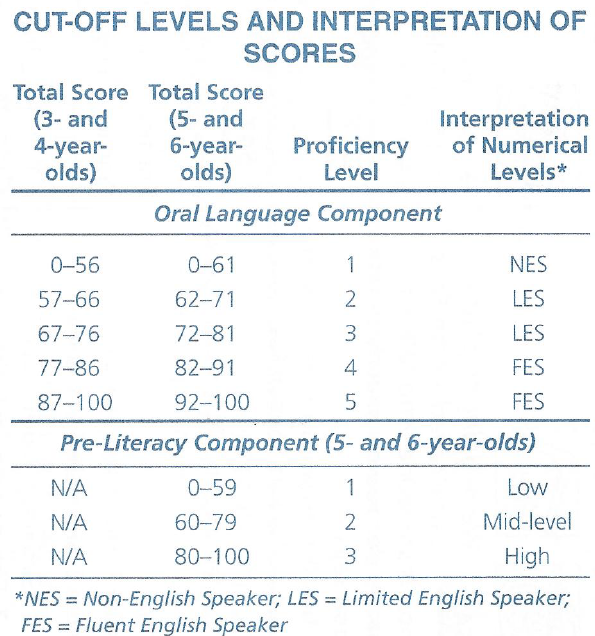 CUT-OFF LEVELS AND INTERPRETATION OF
SCORES
Total Score Total Score
(3- and (5- and Interpretation
4-year- 6-year- Proficiency of Numerical
olds) olds) Level Levels*
Oral Language Component
0–56 0–61 1 NES
57–66 62–71 2 LES
67–76 72–81 3 LES
77–86 82–91 4 FES
87–100 92–100 5 FES
Pre-Literacy Component (5- and 6-year-olds)
N/A 0–59 1 Low
N/A 60–79 2 Mid-level
N/A 80–100 3 High
*NES = Non-English Speaker; LES = Limited English Speaker;
FES = Fluent English Speaker